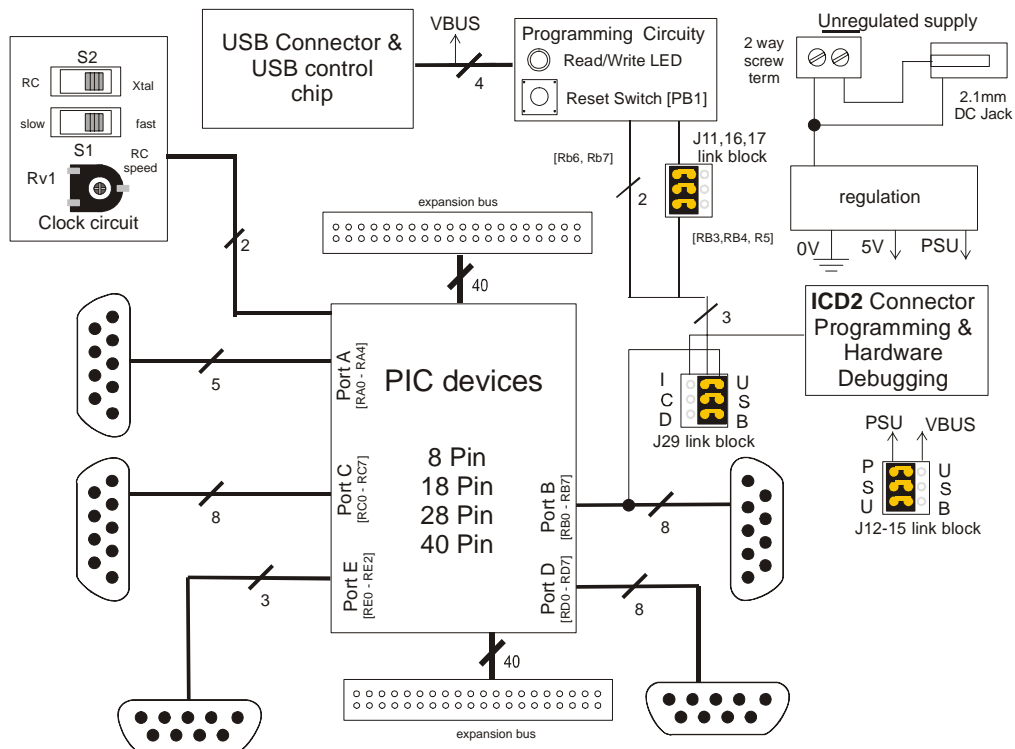 S2
RC
Xtal
slow
fast
S1
RC
speed
Rv1
Clock circuit
2
USB Connector &
USB control
chip
VBUS
4
Programming Circuity
Read/Write LED
Reset Switch [PB1]
[Rb6, Rb7]
2
J11,16,17
link block
[RB3,RB4, R5]
3
Unregulated supply
2 way
screw
term
2.1mm
DC Jack
regulation
0V
5V
PSU
ICD2 Connector
Programming &
Hardware
Debugging
I
C
D
U
S
B
J29 link block
PSU
VBUS
P
S
U
U
S
B
J12-15 link block
expansion bus
40
PIC devices
8 Pin
18 Pin
28 Pin
40 Pin
Port A
[RA0 - RA4]
5
Port C
[RC0 - RC7]
8
Port E
[RE0 - RE2]
3
Port B
[RB0 - RB7]
8
Port D
[RD0 - RD7]
8
40
expansion bus